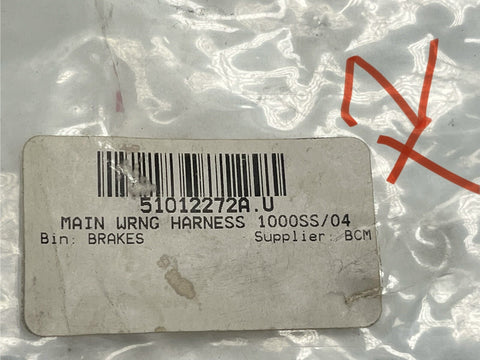 51012272A.U
MAIN WRNG HARNESS 1000SS/04
Bin: BRAKES Supplier: BCM